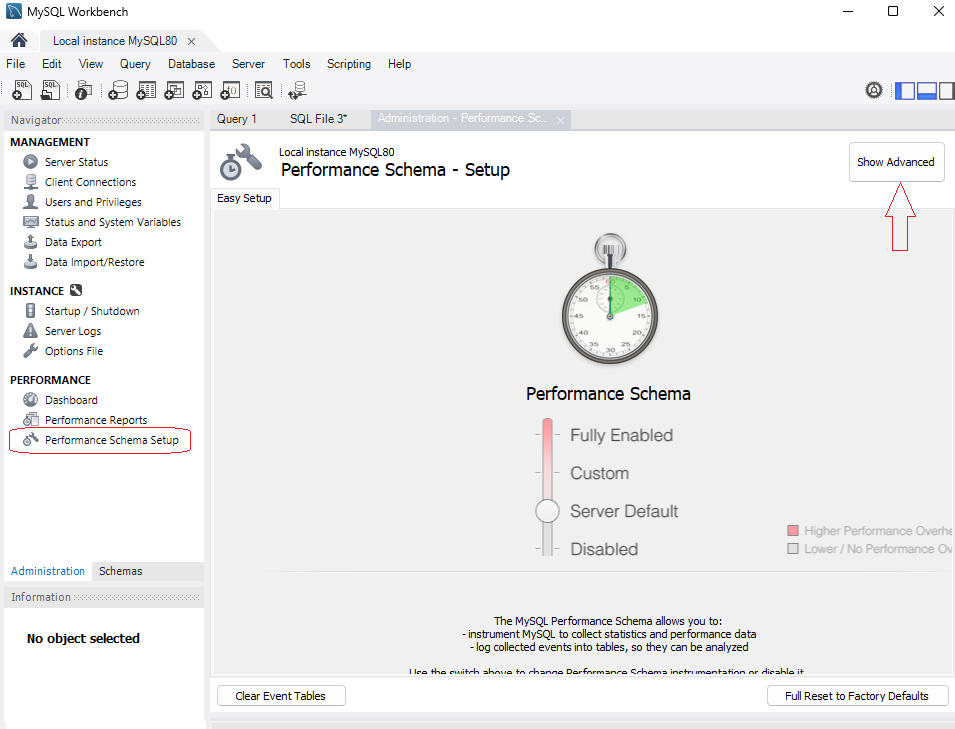 MySQL Workbench
Local instance MySQL80
File Edit View Query Database Server Tools Scripting Help
Navigator
Query 1 SQL File 3* Administration - Performance Sc..
MANAGEMENT
Server Status
Client Connections
Users and Privileges
Status and System Variables
Data Export
Data Import/Restore
INSTANCE
Startup / Shutdown
Server Logs
Options File
PERFORMANCE
Dashboard
Performance Reports
Performance Schema Setup
Administration Schemas
Information
No object selected
Local instance MySQL80
Performance Schema - Setup
Show Advanced
Easy Setup
60
55 5
50 10
45 15
40 20
35 25
30
Performance Schema
Fully Enabled
Custom
Server Default
Disabled
Higher Performance Overhe
Lower / No Performance Ov
The MySQL Performance Schema allows you to:
- instrument MySQL to collect statistics and performance data
- log collected events into tables, so they can be analyzed
Use the switch above to change Performance Schema instrumentation or disable it.
Clear Event Tables
Full Reset to Factory Defaults